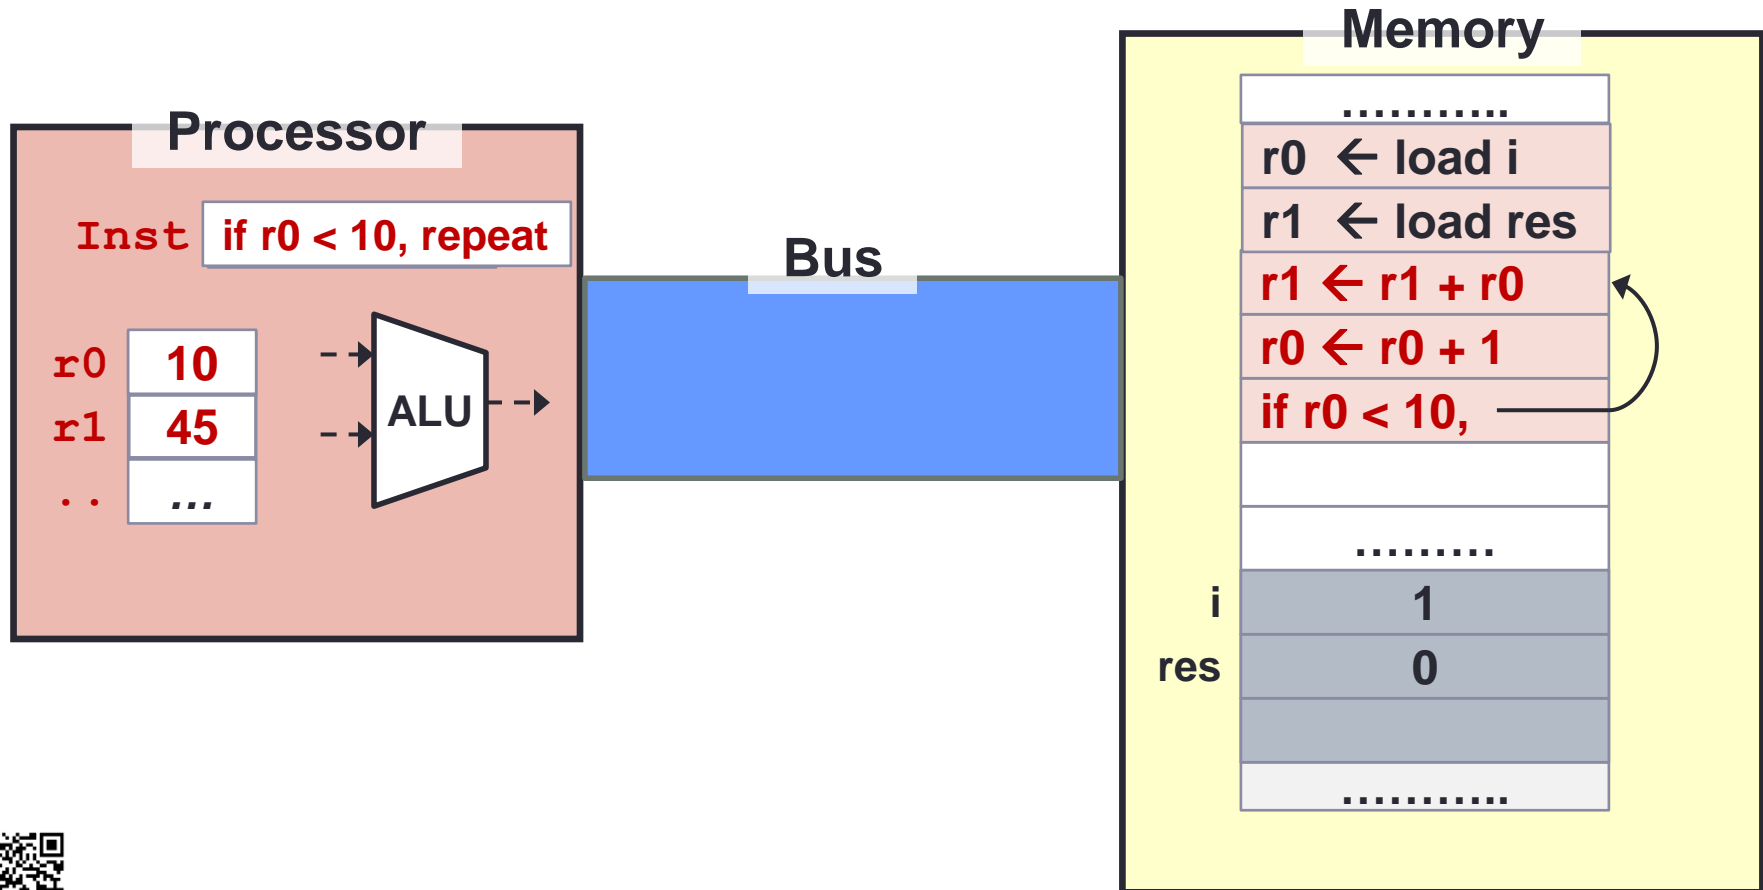 Memory
Processor
...........
r0 ← load i
r1 ← load res
Inst if r0 < 10, repeat
Bus
r1 ← r1 + r0
r0 10
r0 ← r0 + 1
r1 45
ALU
if r0 < 10,
.. ...
.........
i 1
res 0
...........